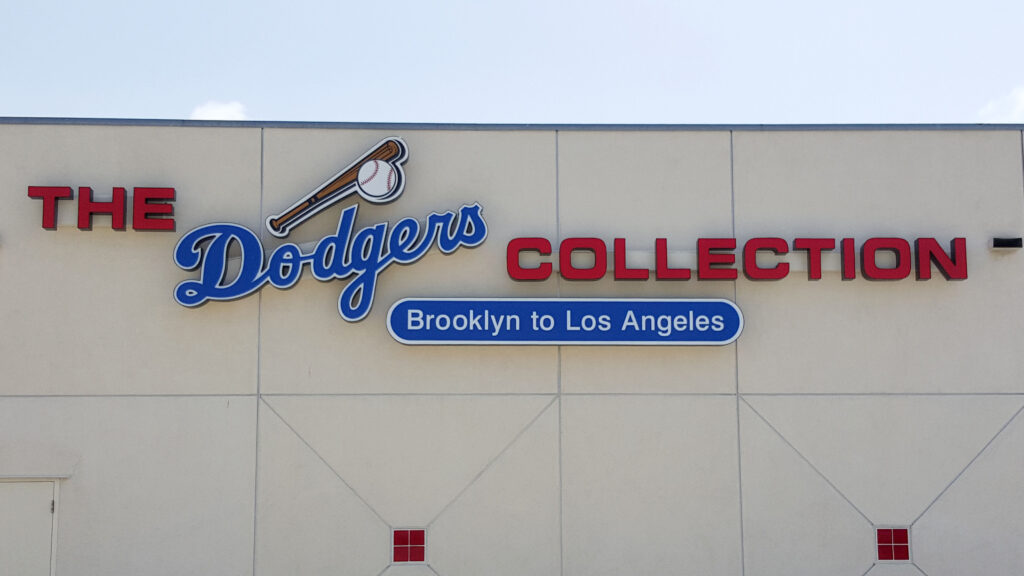 THE Dodgers COLLECTION
Brooklyn to Los Angeles